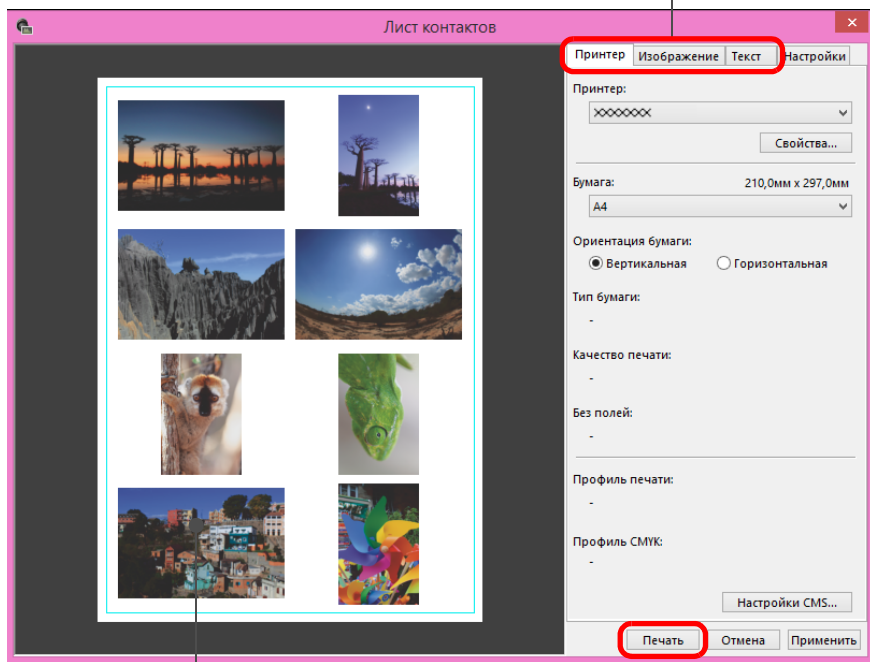 Лист контактов
Принтер Изображение Текст Настройки
Принтер:
XXXXXXX
Свойства...
Бумага: 210,0мм x 297,0мм
A4
Ориентация бумаги:
Вертикальная Горизонтальная
Тип бумаги:
-
Качество печати:
-
Без полей:
-
Профиль печати:
-
Профиль CMYK:
-
Настройки CMS...
Печать Отмена Применить